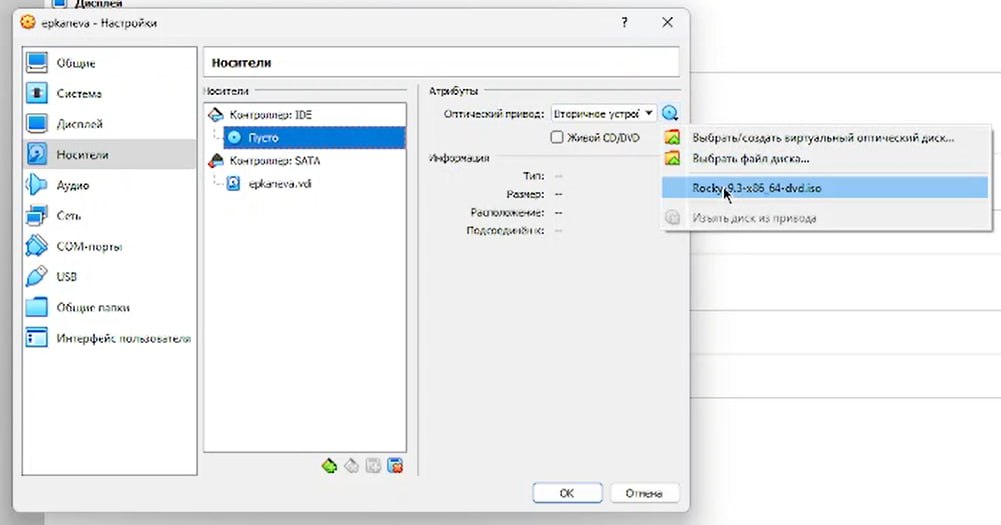 Дисплей
epkaneva - Настройки
?
Общие
Система
Дисплей
Носители
Аудио
Сеть
COM-порты
USB
Общие папки
Интерфейс пользователя
Носители
Носители
Контроллер: IDE
Пусто
Контроллер: SATA
epkaneva.vdi
Атрибуты
Оптический привод: Вторичное устрой
Живой CD/DVD
Информация
Тип: --
Размер: --
Расположение: --
Подсоединён к: --
Выбрать/создать виртуальный оптический диск...
Выбрать файл диска...
Rocky-9.3-x86_64-dvd.iso
Изъять диск из привода
OK
Отмена